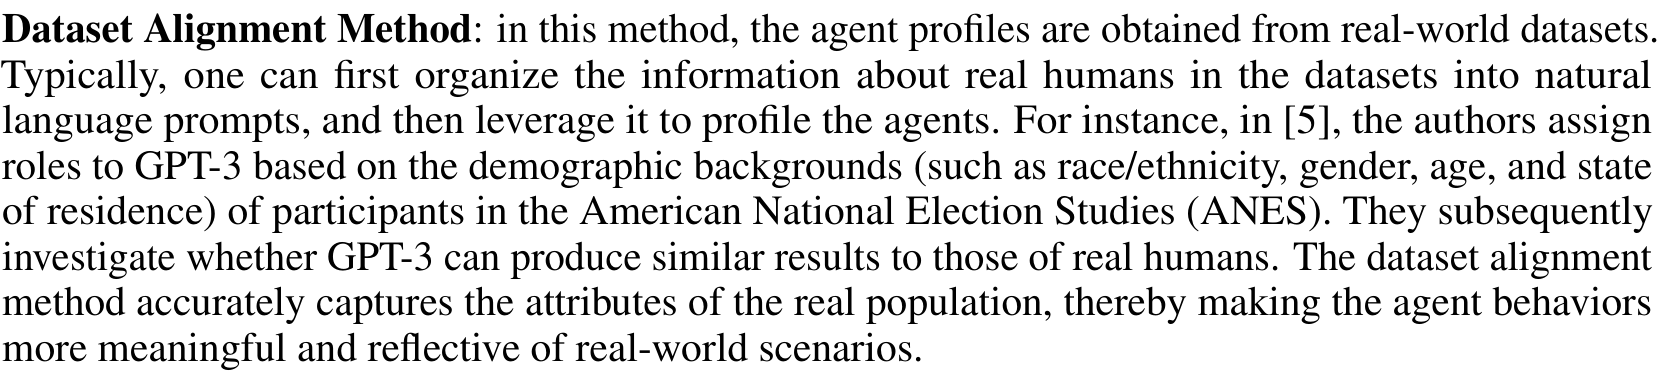 Dataset Alignment Method: in this method, the agent profiles are obtained from real-world datasets.
Typically, one can first organize the information about real humans in the datasets into natural
language prompts, and then leverage it to profile the agents. For instance, in [5], the authors assign
roles to GPT-3 based on the demographic backgrounds (such as race/ethnicity, gender, age, and state
of residence) of participants in the American National Election Studies (ANES). They subsequently
investigate whether GPT-3 can produce similar results to those of real humans. The dataset alignment
method accurately captures the attributes of the real population, thereby making the agent behaviors
more meaningful and reflective of real-world scenarios.